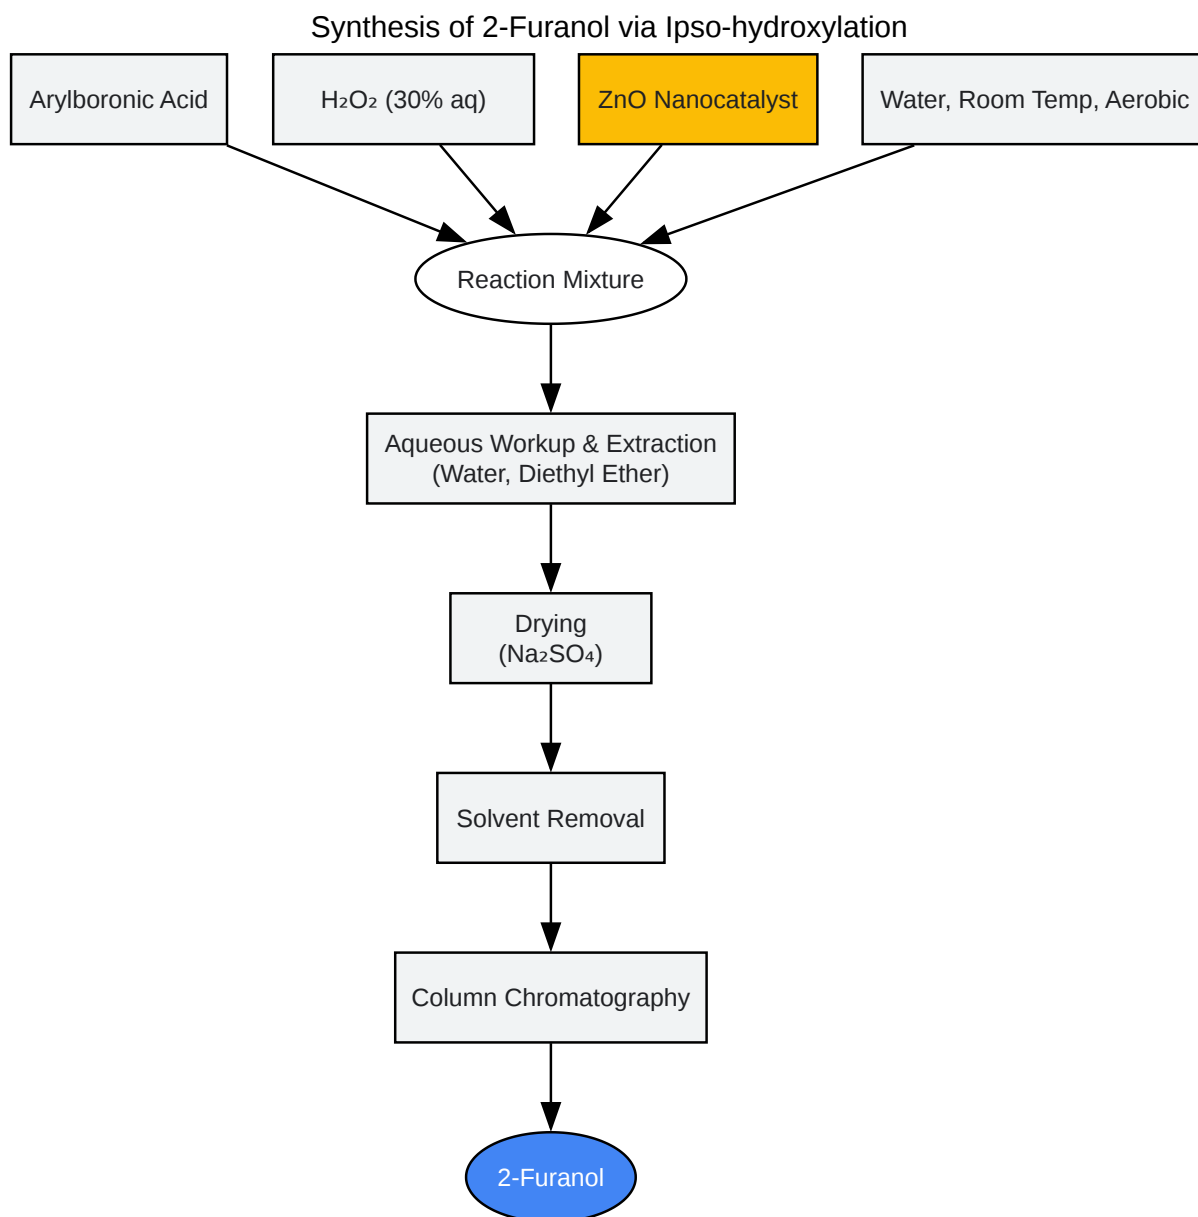 Synthesis of 2-Furanol via Ipso-hydroxylation
Arylboronic Acid
H₂O₂ (30% aq)
ZnO Nanocatalyst
Water, Room Temp, Aerobic
Reaction Mixture
Aqueous Workup & Extraction
(Water, Diethyl Ether)
Drying
(Na₂SO₄)
Solvent Removal
Column Chromatography
2-Furanol